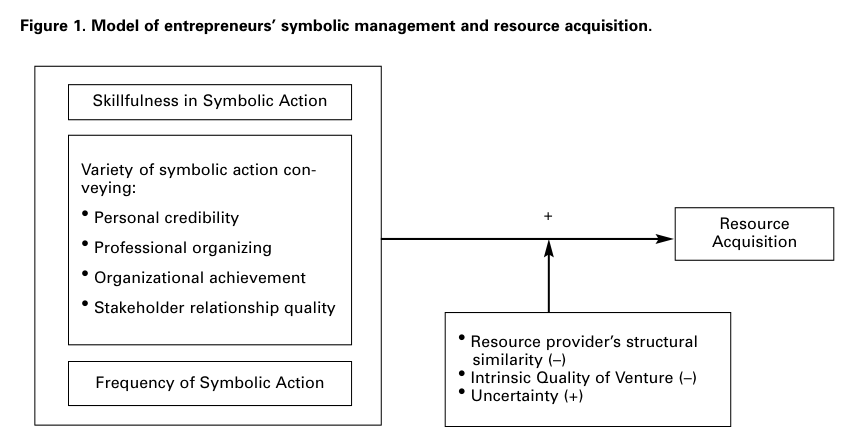 Figure 1. Model of entrepreneurs’ symbolic management and resource acquisition.
Skillfulness in Symbolic Action
Variety of symbolic action con-
veying:
• Personal credibility
• Professional organizing
• Organizational achievement
• Stakeholder relationship quality
Frequency of Symbolic Action
+
Resource
Acquisition
• Resource provider’s structural
similarity (–)
• Intrinsic Quality of Venture (–)
• Uncertainty (+)